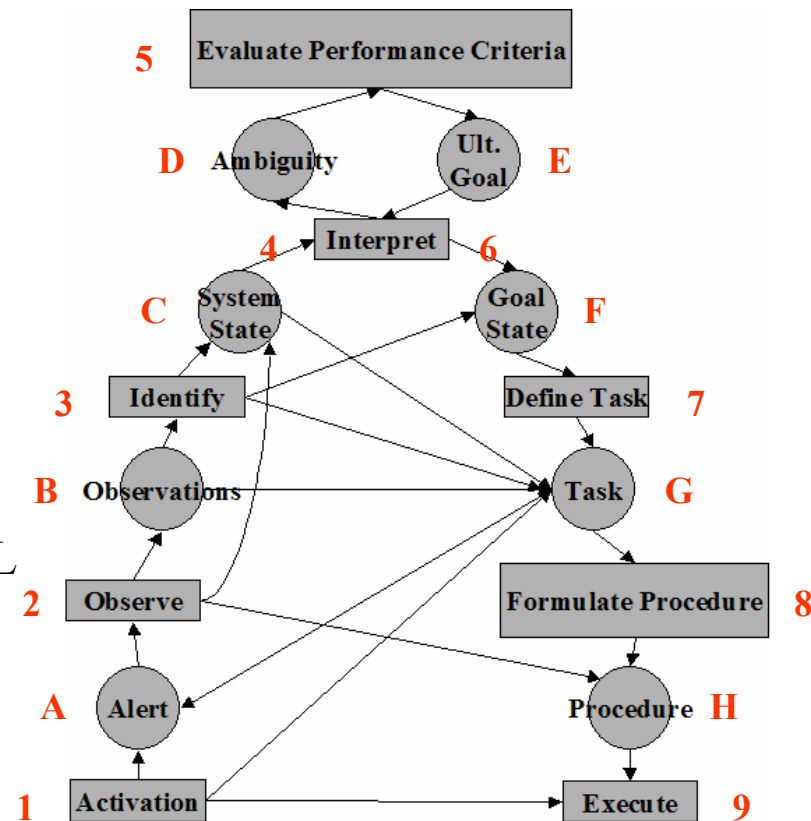 5
Evaluate Performance Criteria
D
Ambiguity
Ult.
Goal
E
Interpret
4
6
C
System
State
Goal
State
F
3
Identify
Define Task
7
B
Observations
Task
G
L
2
Observe
Formulate Procedure
8
A
Alert
Procedure
H
1
Activation
Execute
9